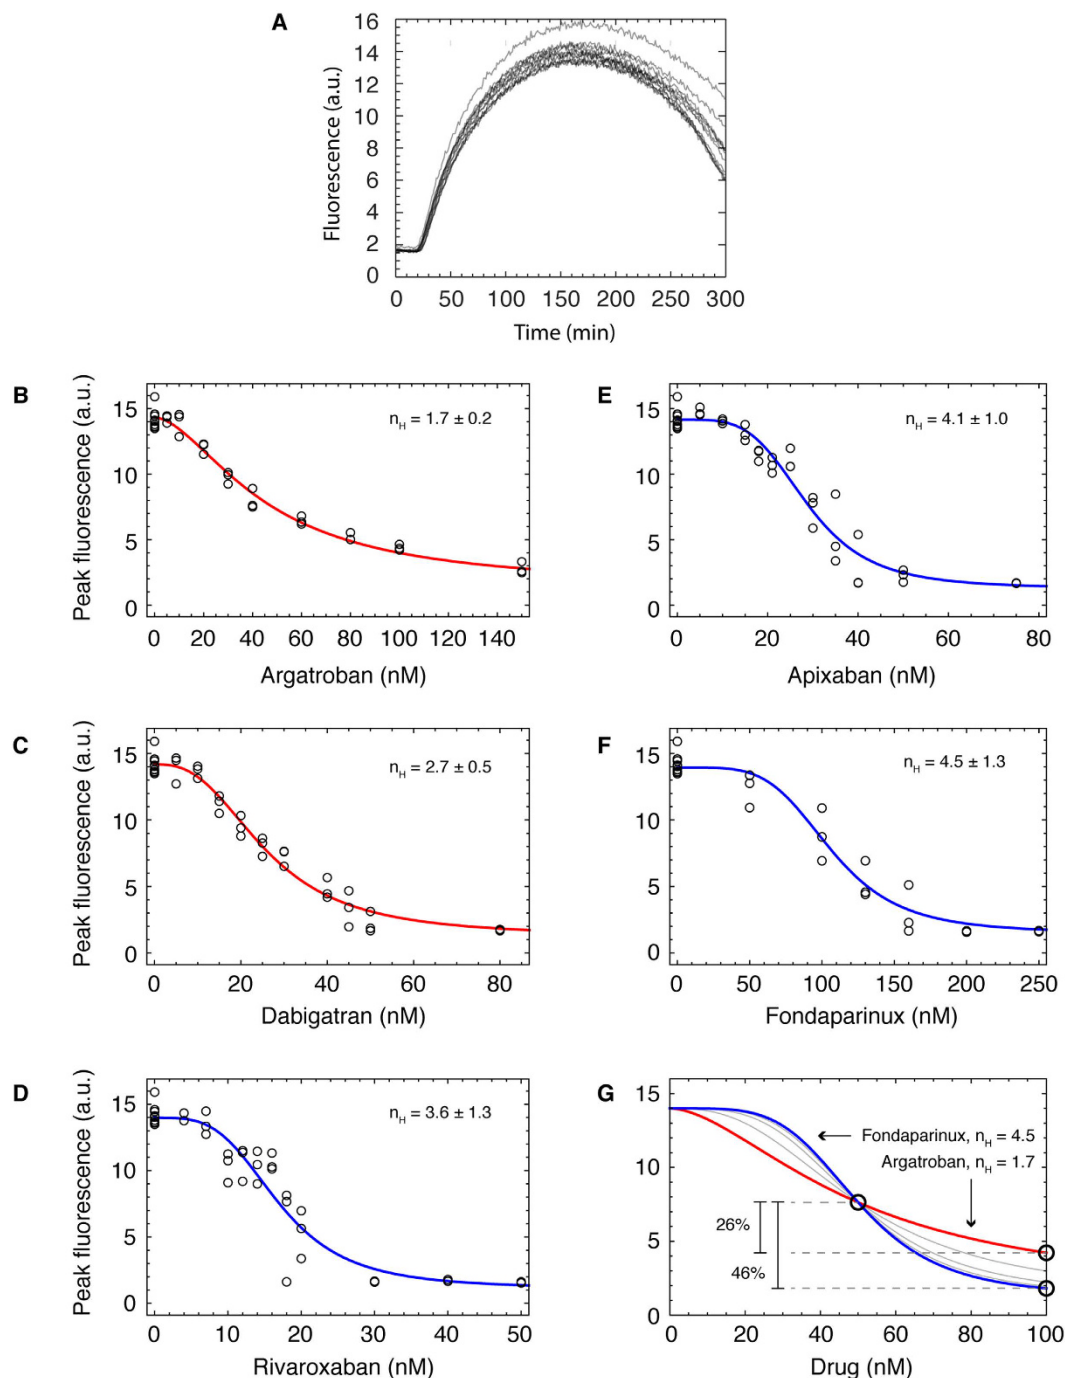 A
Fluorescence (a.u.)
16
14
12
10
8
6
4
2
0
0 50 100 150 200 250 300
Time (min)
B
Peak fluorescence (a.u.)
15
10
5
0
n_H = 1.7 ± 0.2
0 20 40 60 80 100 120 140
Argatroban (nM)
E
15
10
5
0
n_H = 4.1 ± 1.0
0 20 40 60 80
Apixaban (nM)
C
Peak fluorescence (a.u.)
15
10
5
0
n_H = 2.7 ± 0.5
0 20 40 60 80
Dabigatran (nM)
F
15
10
5
0
n_H = 4.5 ± 1.3
0 50 100 150 200 250
Fondaparinux (nM)
D
Peak fluorescence (a.u.)
15
10
5
0
n_H = 3.6 ± 1.3
0 10 20 30 40 50
Rivaroxaban (nM)
G
15
10
5
0
Fondaparinux, n_H = 4.5
Argatroban, n_H = 1.7
26%
46%
0 20 40 60 80 100
Drug (nM)